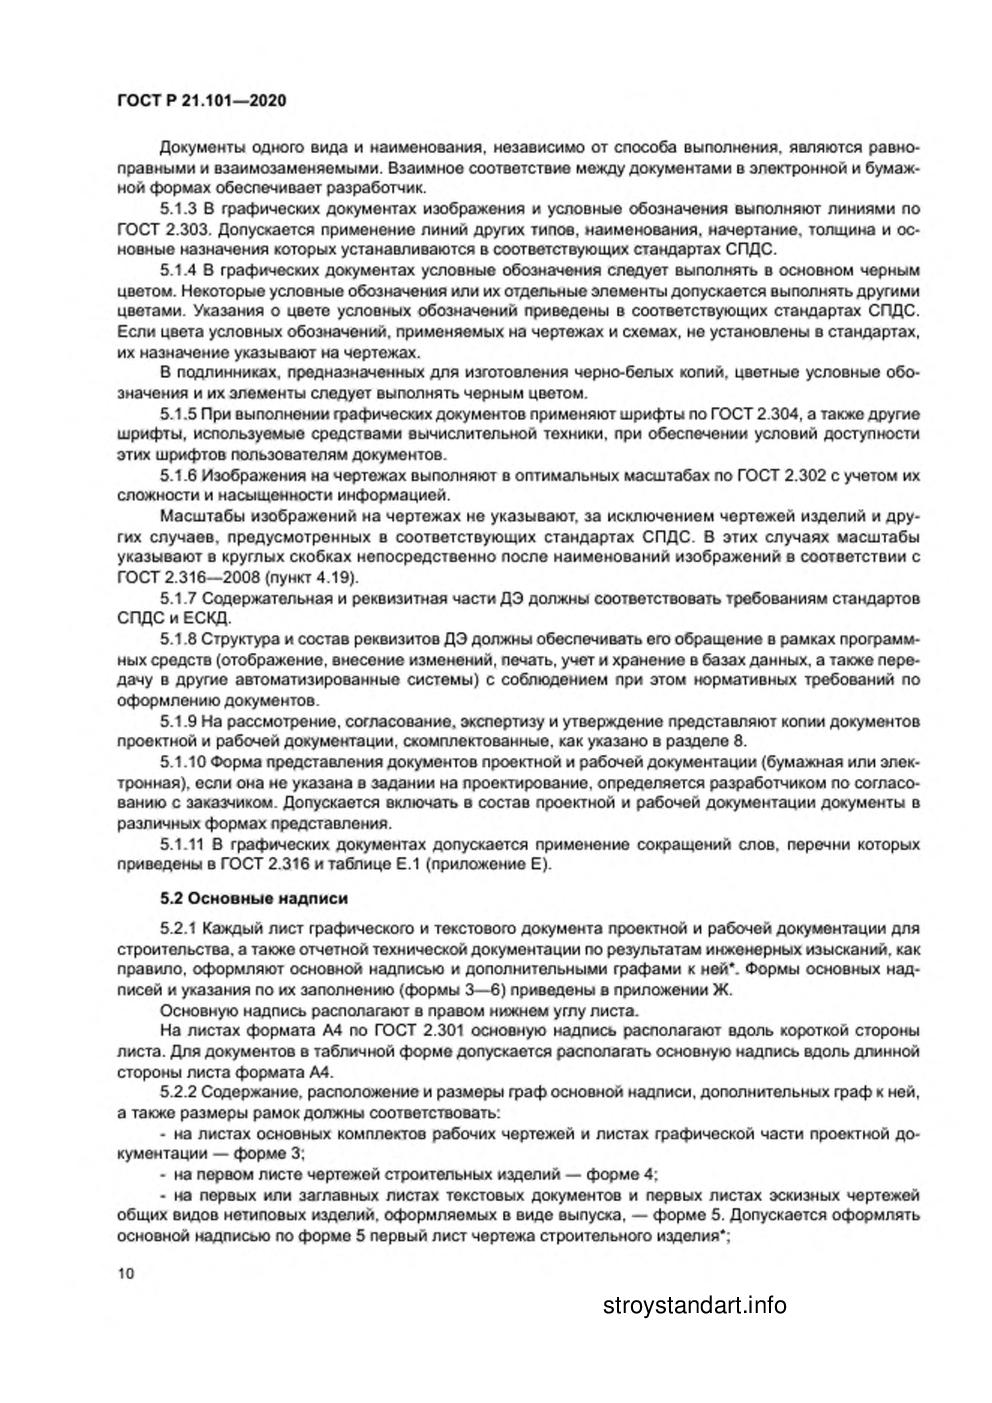 ГОСТ Р 21.101—2020
Документы одного вида и наименования, независимо от способа выполнения, являются равно-
правными и взаимозаменяемыми. Взаимное соответствие между документами в электронной и бумаж-
ной формах обеспечивает разработчик.
5.1.3 В графических документах изображения и условные обозначения выполняют линиями по
ГОСТ 2.303. Допускается применение линий других типов, наименования, начертание, толщина и ос-
новные назначения которых устанавливаются в соответствующих стандартах СПДС.
5.1.4 В графических документах условные обозначения следует выполнять в основном черным
цветом. Некоторые условные обозначения или их отдельные элементы допускается выполнять другими
цветами. Указания о цвете условных обозначений приведены в соответствующих стандартах СПДС.
Если цвета условных обозначений, применяемых на чертежах и схемах, не установлены в стандартах,
их назначение указывают на чертежах.
В подлинниках, предназначенных для изготовления черно-белых копий, цветные условные обо-
значения и их элементы следует выполнять черным цветом.
5.1.5 При выполнении графических документов применяют шрифты по ГОСТ 2.304, а также другие
шрифты, используемые средствами вычислительной техники, при обеспечении условий доступности
этих шрифтов пользователям документов.
5.1.6 Изображения на чертежах выполняют в оптимальных масштабах по ГОСТ 2.302 с учетом их
сложности и насыщенности информацией.
Масштабы изображений на чертежах не указывают, за исключением чертежей изделий и дру-
гих случаев, предусмотренных в соответствующих стандартах СПДС. В этих случаях масштабы
указывают в круглых скобках непосредственно после наименований изображений в соответствии с
ГОСТ 2.316—2008 (пункт 4.19).
5.1.7 Содержательная и реквизитная части ДЭ должны соответствовать требованиям стандартов
СПДС и ЕСКД.
5.1.8 Структура и состав реквизитов ДЭ должны обеспечивать его обращение в рамках программ-
ных средств (отображение, внесение изменений, печать, учет и хранение в базах данных, а также пере-
дачу в другие автоматизированные системы) с соблюдением при этом нормативных требований по
оформлению документов.
5.1.9 На рассмотрение, согласование, экспертизу и утверждение представляют копии документов
проектной и рабочей документации, скомплектованные, как указано в разделе 8.
5.1.10 Форма представления документов проектной и рабочей документации (бумажная или элек-
тронная), если она не указана в задании на проектирование, определяется разработчиком по согласо-
ванию с заказчиком. Допускается включать в состав проектной и рабочей документации документы в
различных формах представления.
5.1.11 В графических документах допускается применение сокращений слов, перечни которых
приведены в ГОСТ 2.316 и таблице Е.1 (приложение Е).
5.2 Основные надписи
5.2.1 Каждый лист графического и текстового документа проектной и рабочей документации для
строительства, а также отчетной технической документации по результатам инженерных изысканий, как
правило, оформляют основной надписью и дополнительными графами к ней*. Формы основных над-
писей и указания по их заполнению (формы 3—6) приведены в приложении Ж.
Основную надпись располагают в правом нижнем углу листа.
На листах формата А4 по ГОСТ 2.301 основную надпись располагают вдоль короткой стороны
листа. Для документов в табличной форме допускается располагать основную надпись вдоль длинной
стороны листа формата А4.
5.2.2 Содержание, расположение и размеры граф основной надписи, дополнительных граф к ней,
а также размеры рамок должны соответствовать:
- на листах основных комплектов рабочих чертежей и листах графической части проектной до-
кументации — форме 3;
- на первом листе чертежей строительных изделий — форме 4;
- на первых или заглавных листах текстовых документов и первых листах эскизных чертежей
общих видов нетиповых изделий, оформляемых в виде выпуска, — форме 5. Допускается оформлять
основной надписью по форме 5 первый лист чертежа строительного изделия*;
10
stroystandart.info